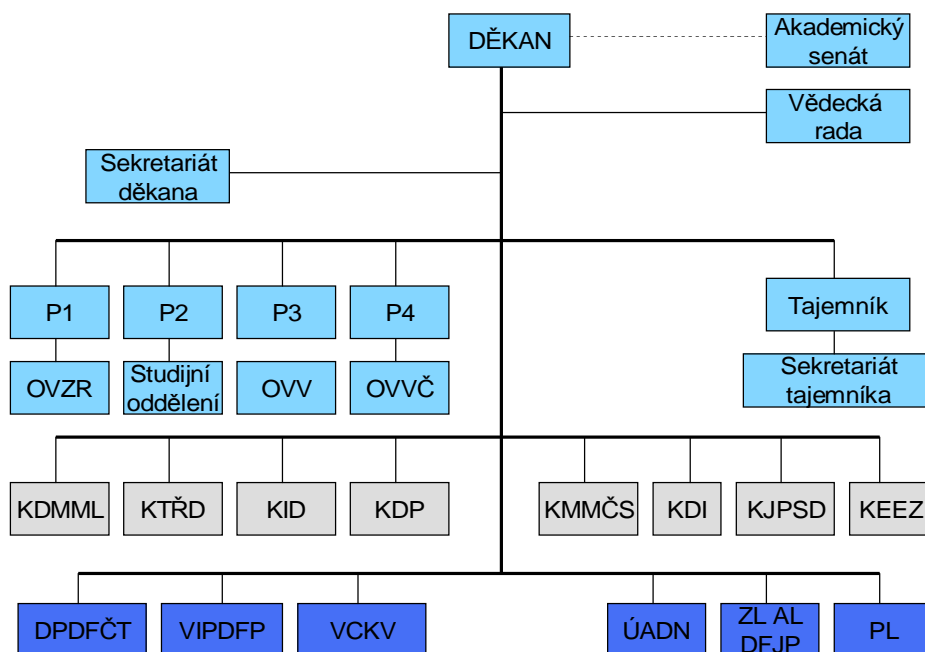 DĚKAN
Akademický
senát
Vědecká
rada
Sekretariát
děkana
P1
P2
P3
P4
Tajemník
OVZR
Studijní
oddělení
OVV
OVVČ
Sekretariát
tajemníka
KDMML
KTŘD
KID
KDP
KMMČS
KDI
KJPSD
KEEZ
DPDFČT
VIPDFP
VCKV
ÚADN
ZL AL
DFJP
PL